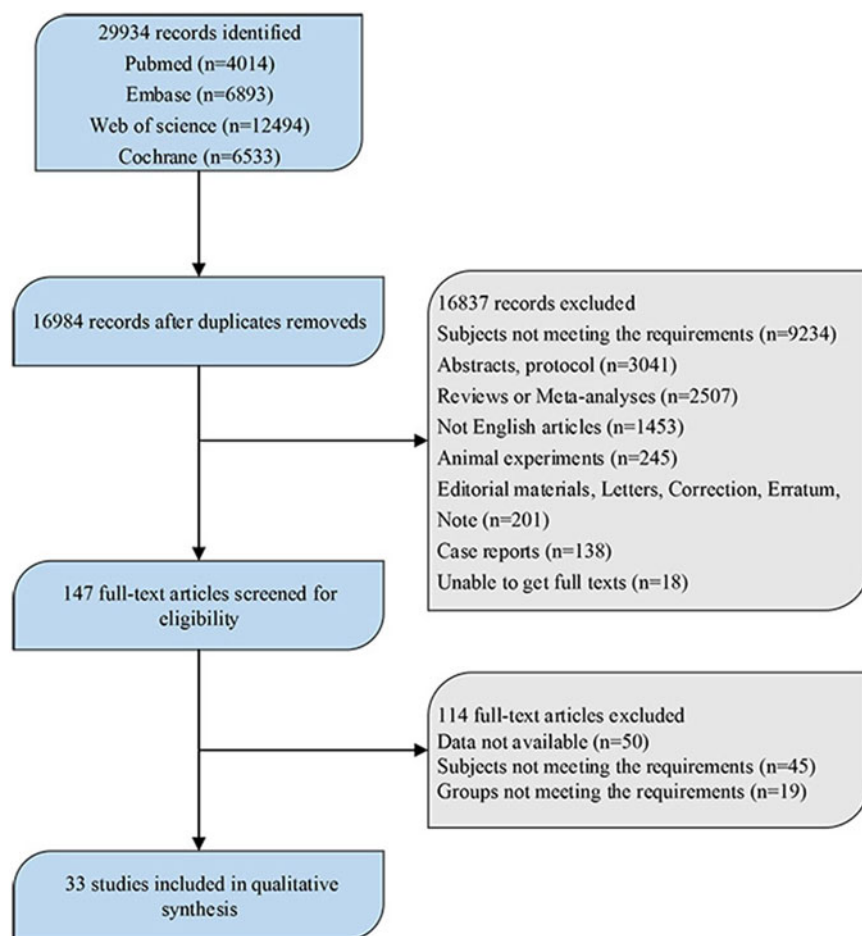 29934 records identified
Pubmed (n=4014)
Embase (n=6893)
Web of science (n=12494)
Cochrane (n=6533)
16984 records after duplicates removeds
16837 records excluded
Subjects not meeting the requirements (n=9234)
Abstracts, protocol (n=3041)
Reviews or Meta-analyses (n=2507)
Not English articles (n=1453)
Animal experiments (n=245)
Editorial materials, Letters, Correction, Erratum,
Note (n=201)
Case reports (n=138)
Unable to get full texts (n=18)
147 full-text articles screened for
eligibility
114 full-text articles excluded
Data not available (n=50)
Subjects not meeting the requirements (n=45)
Groups not meeting the requirements (n=19)
33 studies included in qualitative
synthesis